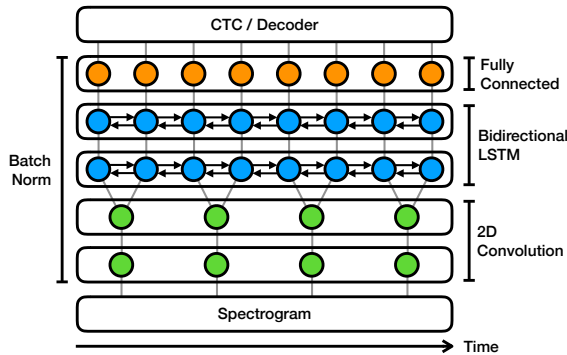 CTC / Decoder
Fully
Connected
Bidirectional
LSTM
Batch
Norm
2D
Convolution
Spectrogram
Time